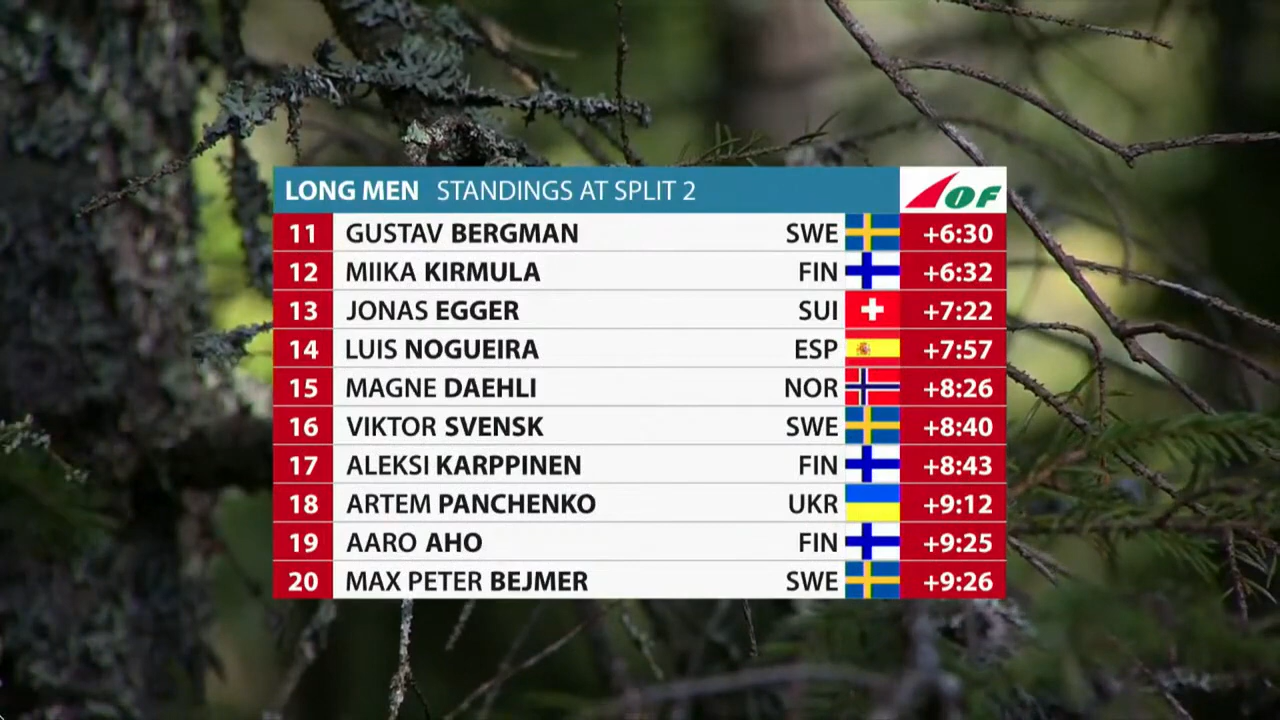 LONG MEN STANDINGS AT SPLIT 2 IOF
11 GUSTAV BERGMAN SWE +6:30
12 MIIKA KIRMULA FIN +6:32
13 JONAS EGGER SUI +7:22
14 LUIS NOGUEIRA ESP +7:57
15 MAGNE DAEHLI NOR +8:26
16 VIKTOR SVENSK SWE +8:40
17 ALEKSI KARPPINEN FIN +8:43
18 ARTEM PANCHENKO UKR +9:12
19 AARO AHO FIN +9:25
20 MAX PETER BEJMER SWE +9:26